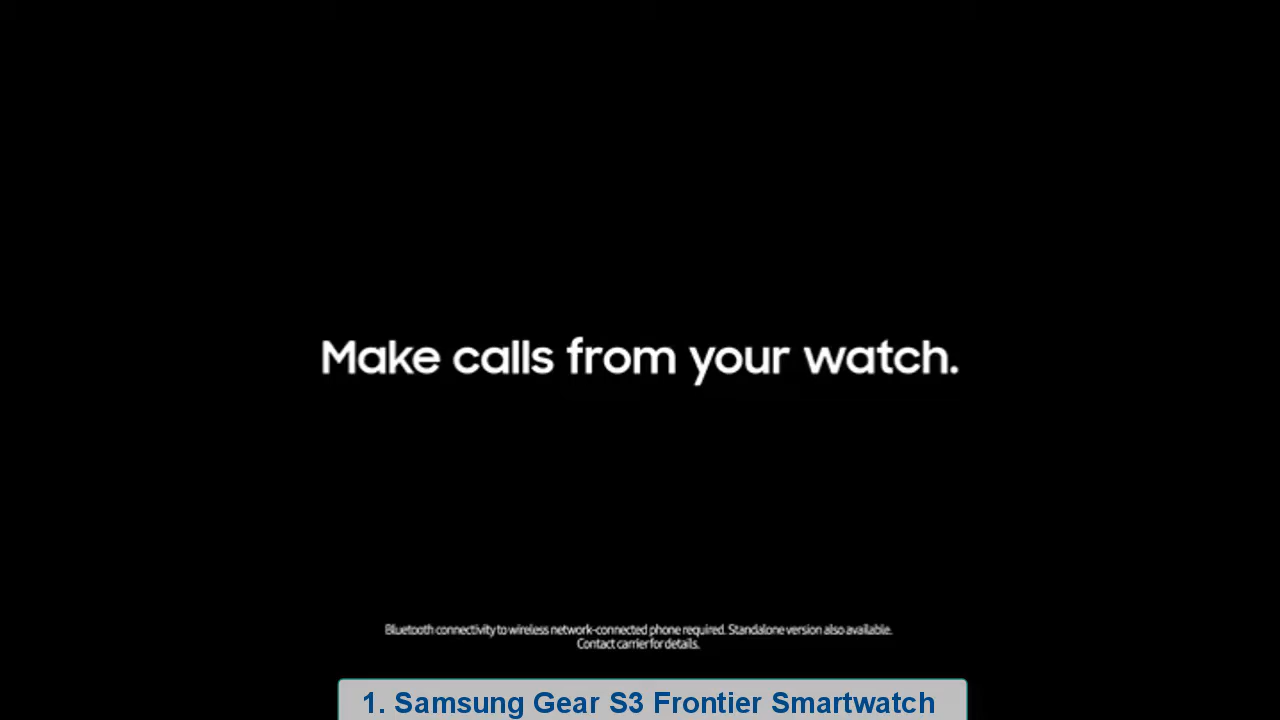 Make calls from your watch.
Bluetooth connectivity to wireless network-connected phone required. Standalone version also available.
Contact carrier for details.
1. Samsung Gear S3 Frontier Smartwatch